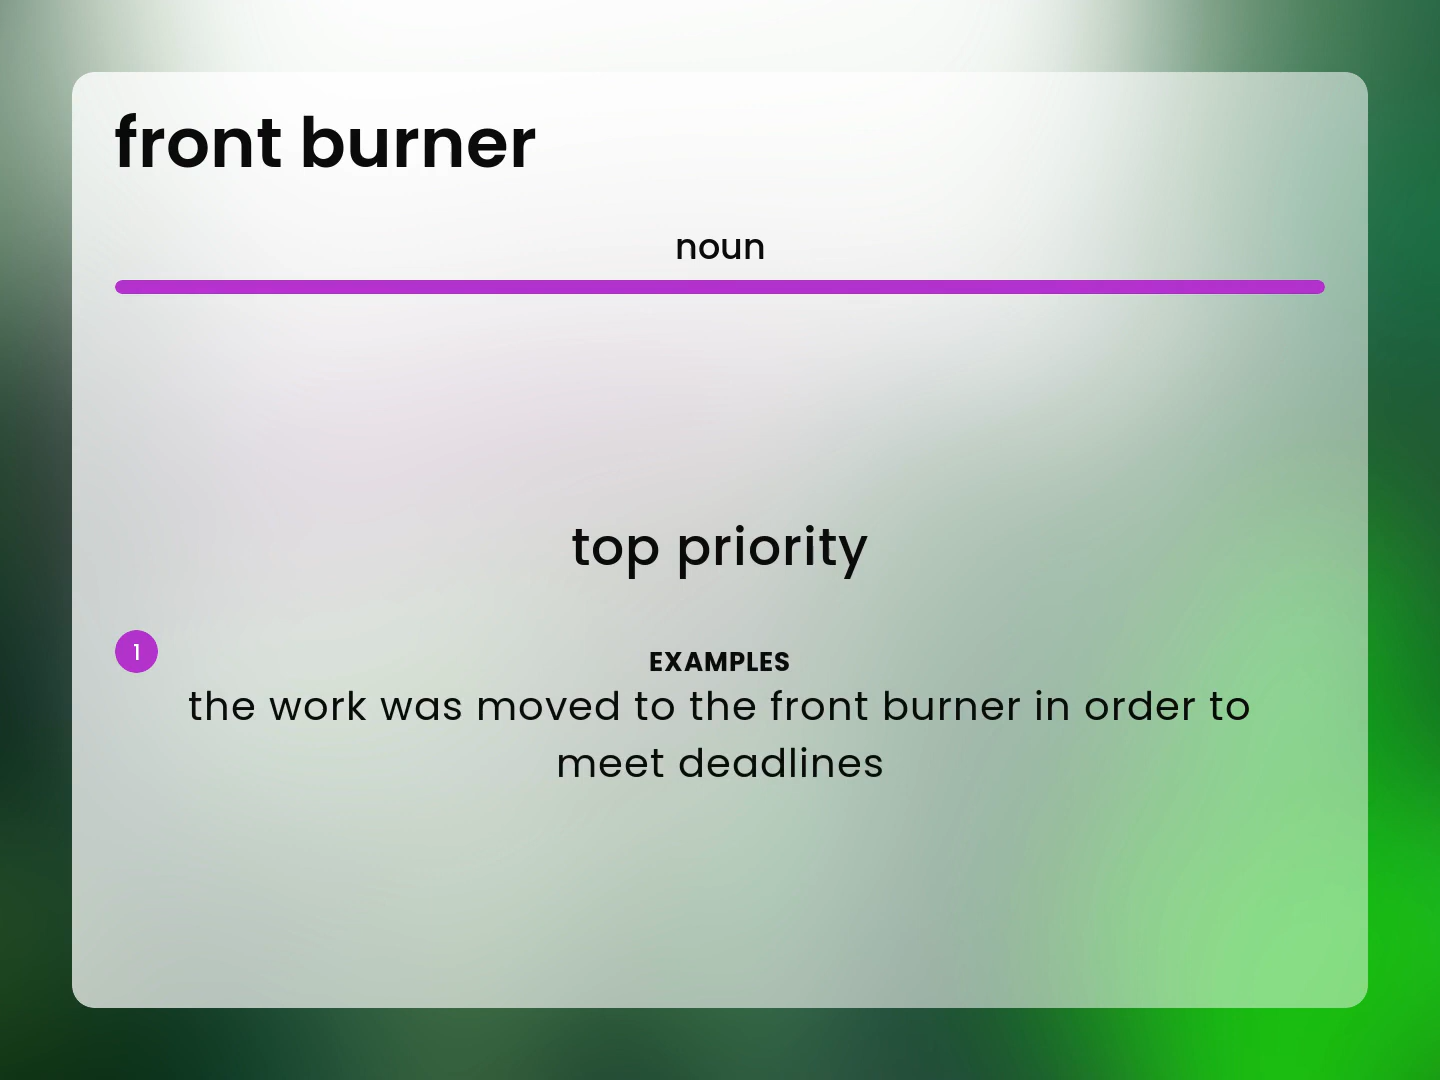 front burner
noun
top priority
1
EXAMPLES
the work was moved to the front burner in order to
meet deadlines